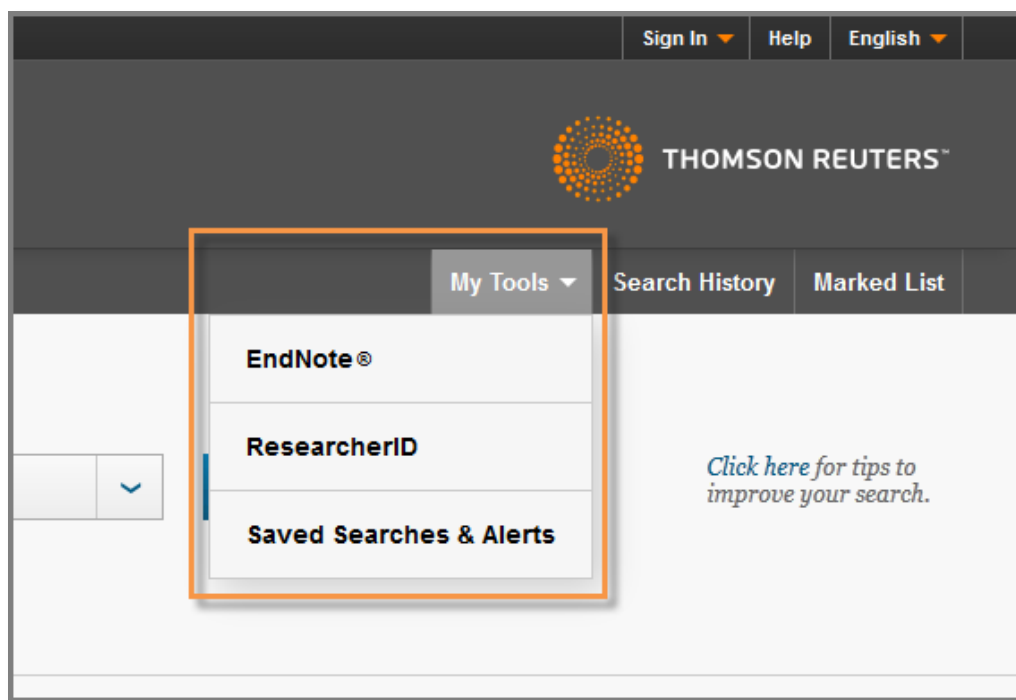 Sign In Help English
THOMSON REUTERS™
My Tools Search History Marked List
EndNote®
ResearcherID
Saved Searches & Alerts
Click here for tips to
improve your search.